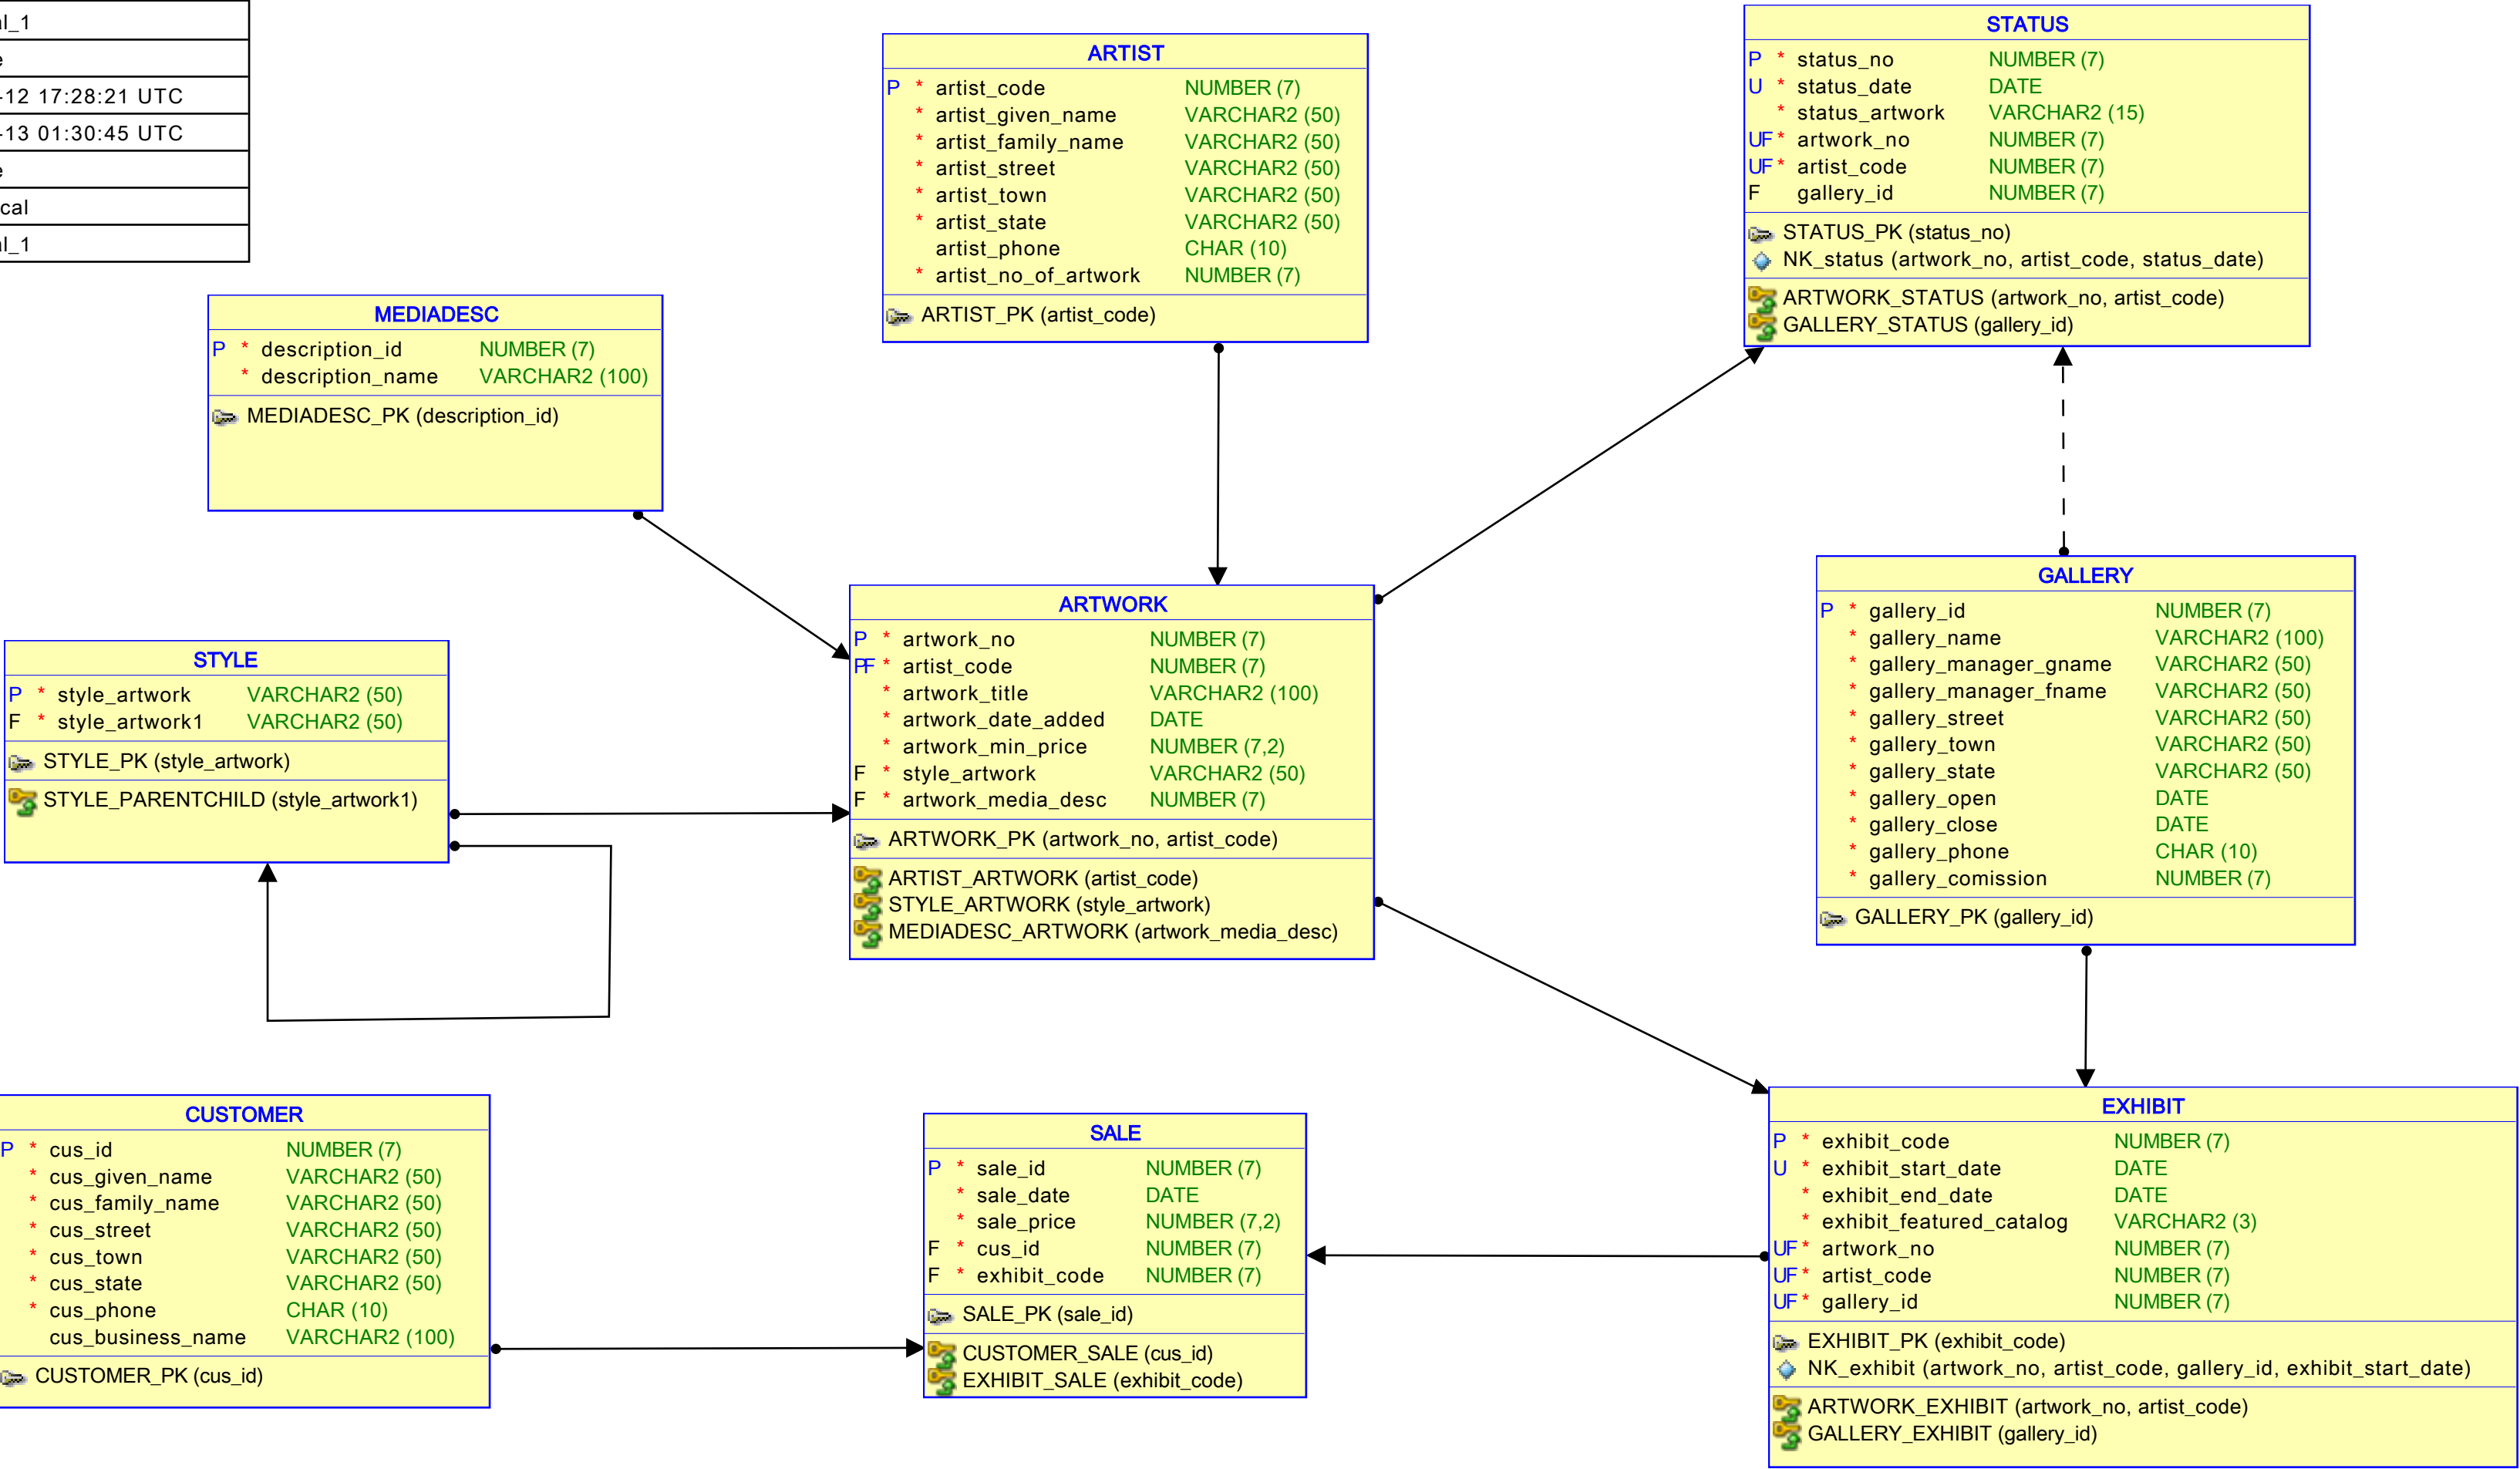 al_1
e
-12 17:28:21 UTC
-13 01:30:45 UTC
e
cal
al_1
ARTIST
P * artist_code NUMBER (7)
* artist_given_name VARCHAR2 (50)
* artist_family_name VARCHAR2 (50)
* artist_street VARCHAR2 (50)
* artist_town VARCHAR2 (50)
* artist_state VARCHAR2 (50)
artist_phone CHAR (10)
* artist_no_of_artwork NUMBER (7)
ARTIST_PK (artist_code)
STATUS
P * status_no NUMBER (7)
U * status_date DATE
* status_artwork VARCHAR2 (15)
UF * artwork_no NUMBER (7)
UF * artist_code NUMBER (7)
F gallery_id NUMBER (7)
STATUS_PK (status_no)
NK_status (artwork_no, artist_code, status_date)
ARTWORK_STATUS (artwork_no, artist_code)
GALLERY_STATUS (gallery_id)
MEDIADESC
P * description_id NUMBER (7)
* description_name VARCHAR2 (100)
MEDIADESC_PK (description_id)
STYLE
P * style_artwork VARCHAR2 (50)
F * style_artwork1 VARCHAR2 (50)
STYLE_PK (style_artwork)
STYLE_PARENTCHILD (style_artwork1)
ARTWORK
P * artwork_no NUMBER (7)
PF * artist_code NUMBER (7)
* artwork_title VARCHAR2 (100)
* artwork_date_added DATE
* artwork_min_price NUMBER (7,2)
F * style_artwork VARCHAR2 (50)
F * artwork_media_desc NUMBER (7)
ARTWORK_PK (artwork_no, artist_code)
ARTIST_ARTWORK (artist_code)
STYLE_ARTWORK (style_artwork)
MEDIADESC_ARTWORK (artwork_media_desc)
GALLERY
P * gallery_id NUMBER (7)
* gallery_name VARCHAR2 (100)
* gallery_manager_gname VARCHAR2 (50)
* gallery_manager_fname VARCHAR2 (50)
* gallery_street VARCHAR2 (50)
* gallery_town VARCHAR2 (50)
* gallery_state VARCHAR2 (50)
* gallery_open DATE
* gallery_close DATE
* gallery_phone CHAR (10)
* gallery_comission NUMBER (7)
GALLERY_PK (gallery_id)
CUSTOMER
P * cus_id NUMBER (7)
* cus_given_name VARCHAR2 (50)
* cus_family_name VARCHAR2 (50)
* cus_street VARCHAR2 (50)
* cus_town VARCHAR2 (50)
* cus_state VARCHAR2 (50)
* cus_phone CHAR (10)
cus_business_name VARCHAR2 (100)
CUSTOMER_PK (cus_id)
SALE
P * sale_id NUMBER (7)
* sale_date DATE
* sale_price NUMBER (7,2)
F * cus_id NUMBER (7)
F * exhibit_code NUMBER (7)
SALE_PK (sale_id)
CUSTOMER_SALE (cus_id)
EXHIBIT_SALE (exhibit_code)
EXHIBIT
P * exhibit_code NUMBER (7)
U * exhibit_start_date DATE
* exhibit_end_date DATE
* exhibit_featured_catalog VARCHAR2 (3)
UF * artwork_no NUMBER (7)
UF * artist_code NUMBER (7)
UF * gallery_id NUMBER (7)
EXHIBIT_PK (exhibit_code)
NK_exhibit (artwork_no, artist_code, gallery_id, exhibit_start_date)
ARTWORK_EXHIBIT (artwork_no, artist_code)
GALLERY_EXHIBIT (gallery_id)